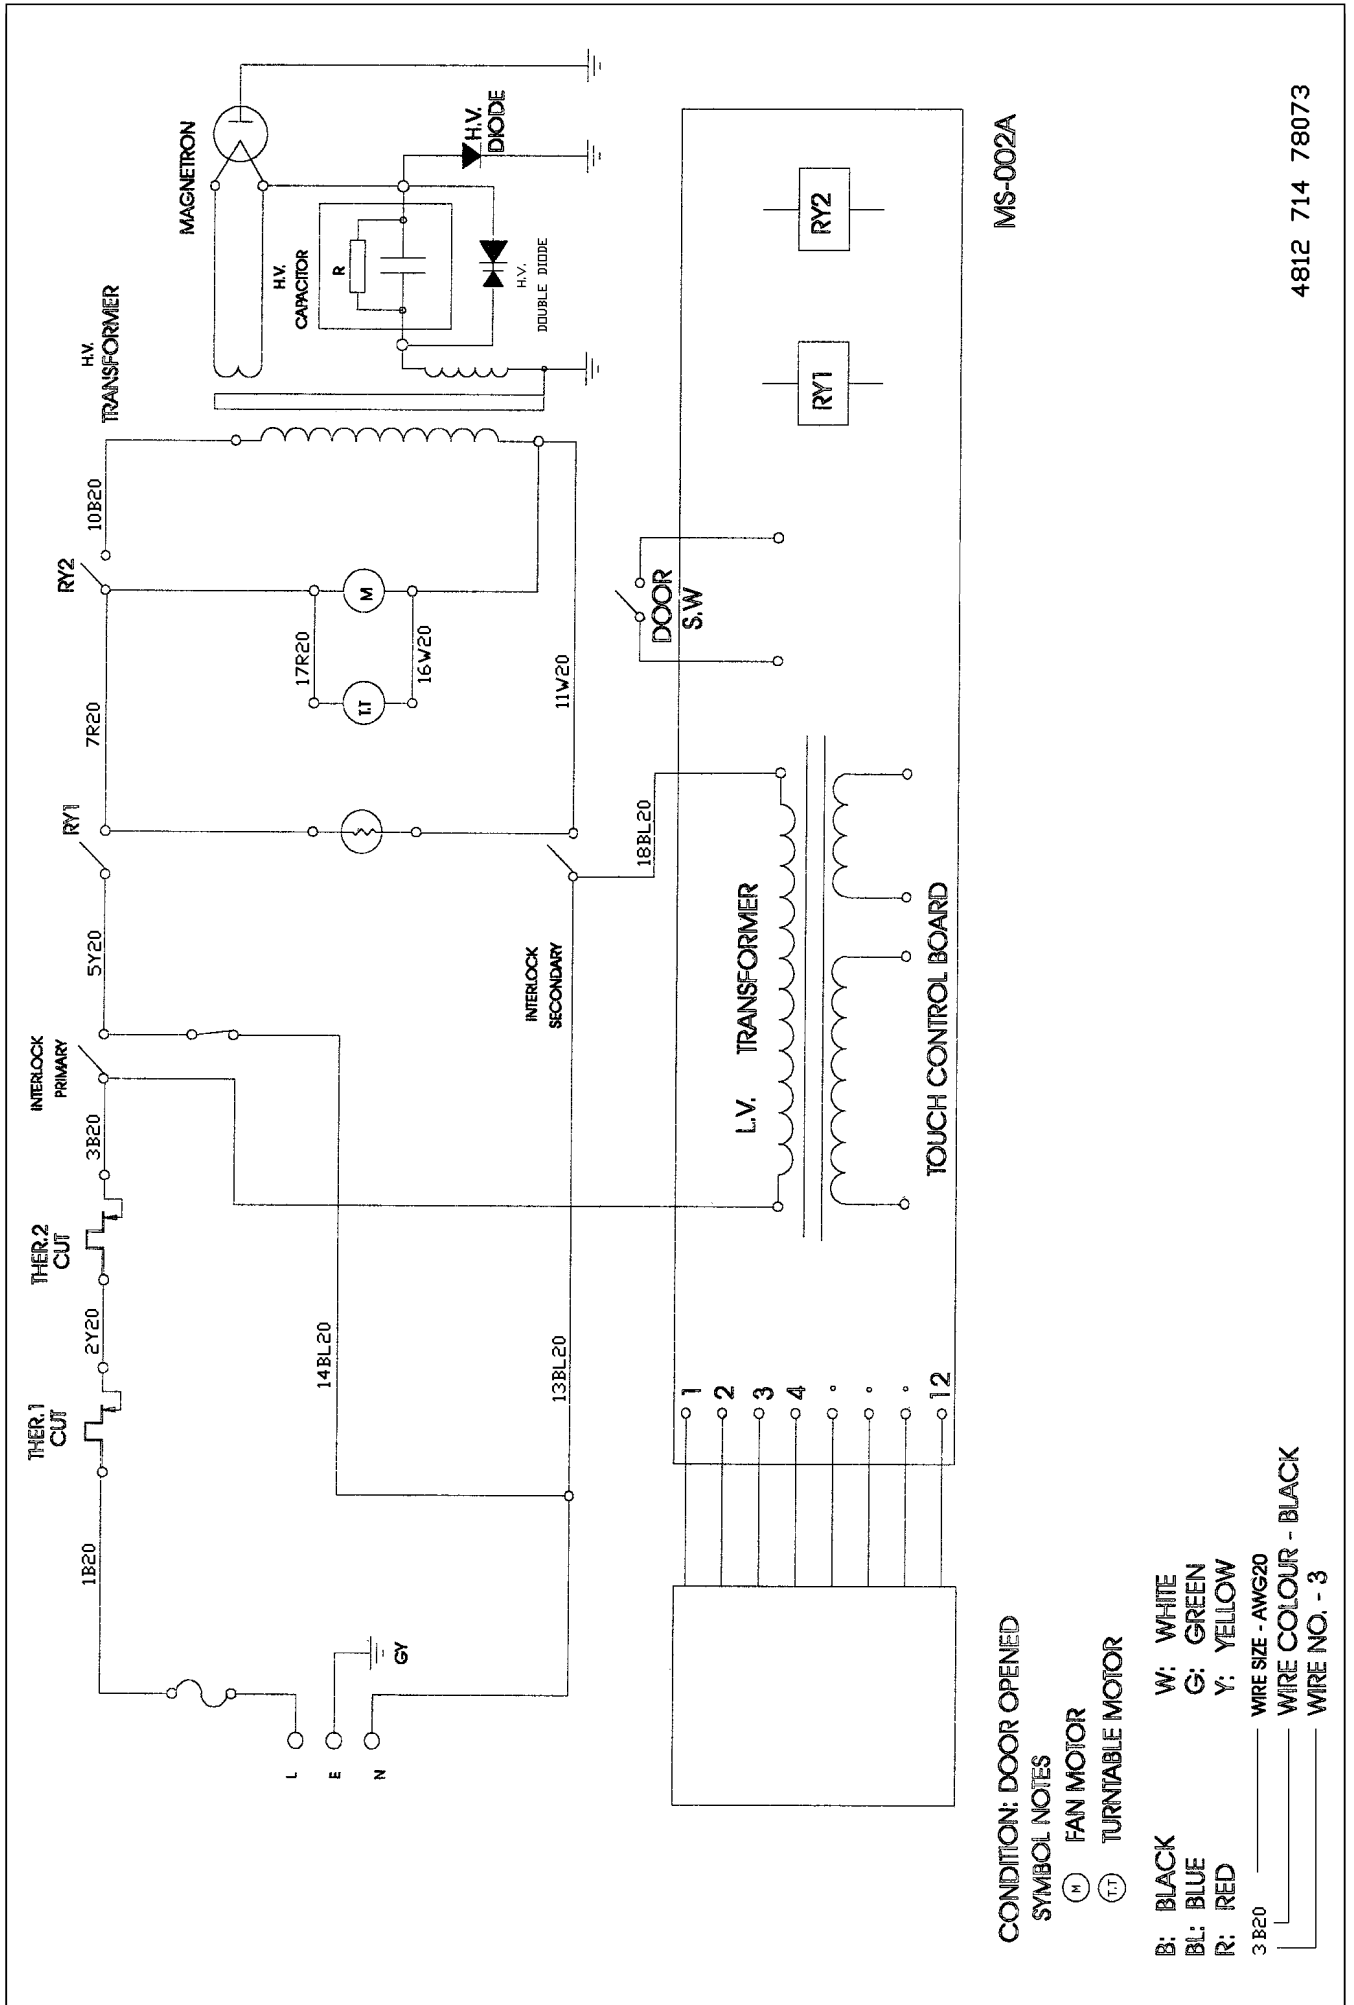 MAGNETRON
H.V.
TRANSFORMER
H.V.
CAPACITOR
R
H.V.
DIODE
H.V.
DOUBLE DIODE
10B20
RY2
7R20
RY1
5Y20
INTERLOCK
PRIMARY
3B20
THER.2
CUT
2Y20
THER.1
CUT
1B20
17R20
M
16W20
T.T
11W20
INTERLOCK
SECONDARY
18BL20
14BL20
13BL20
L
E
N
GY
DOOR
S.W
L.V. TRANSFORMER
TOUCH CONTROL BOARD
RY1
RY2
1
2
3
4
12
MS-002A
4812 714 78073
CONDITION: DOOR OPENED
SYMBOL NOTES
M FAN MOTOR
T.T TURNTABLE MOTOR
B: BLACK W: WHITE
BL: BLUE G: GREEN
R: RED Y: YELLOW
3 B20 WIRE SIZE - AWG20
WIRE COLOUR - BLACK
WIRE NO. - 3